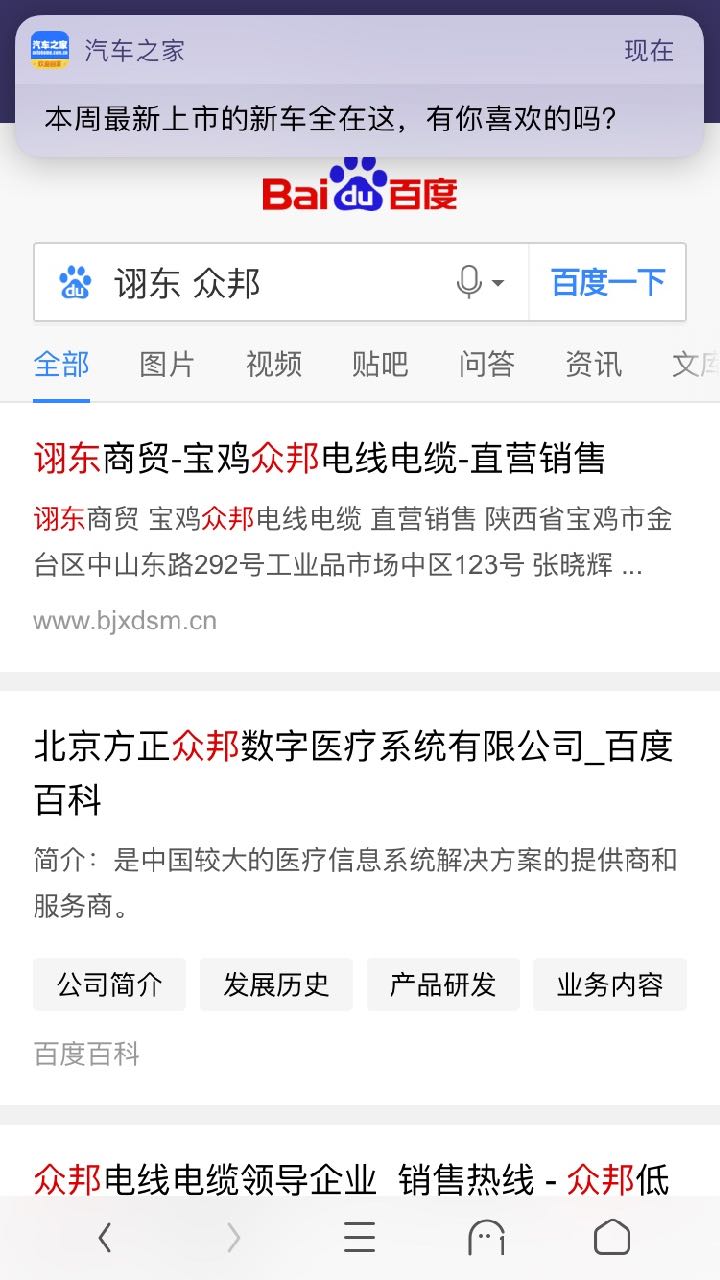 汽车之家 现在
本周最新上市的新车全在这，有你喜欢的吗？
Bai du 百度
du 诩东 众邦 百度一下
全部 图片 视频 贴吧 问答 资讯 文库
诩东商贸-宝鸡众邦电线电缆-直营销售
诩东商贸 宝鸡众邦电线电缆 直营销售 陕西省宝鸡市金
台区中山东路292号工业品市场中区123号 张晓辉 ...
www.bjxdsm.cn
北京方正众邦数字医疗系统有限公司_百度
百科
简介：是中国较大的医疗信息系统解决方案的提供商和
服务商。
公司简介 发展历史 产品研发 业务内容
百度百科
众邦电线电缆领导企业 销售热线 - 众邦低